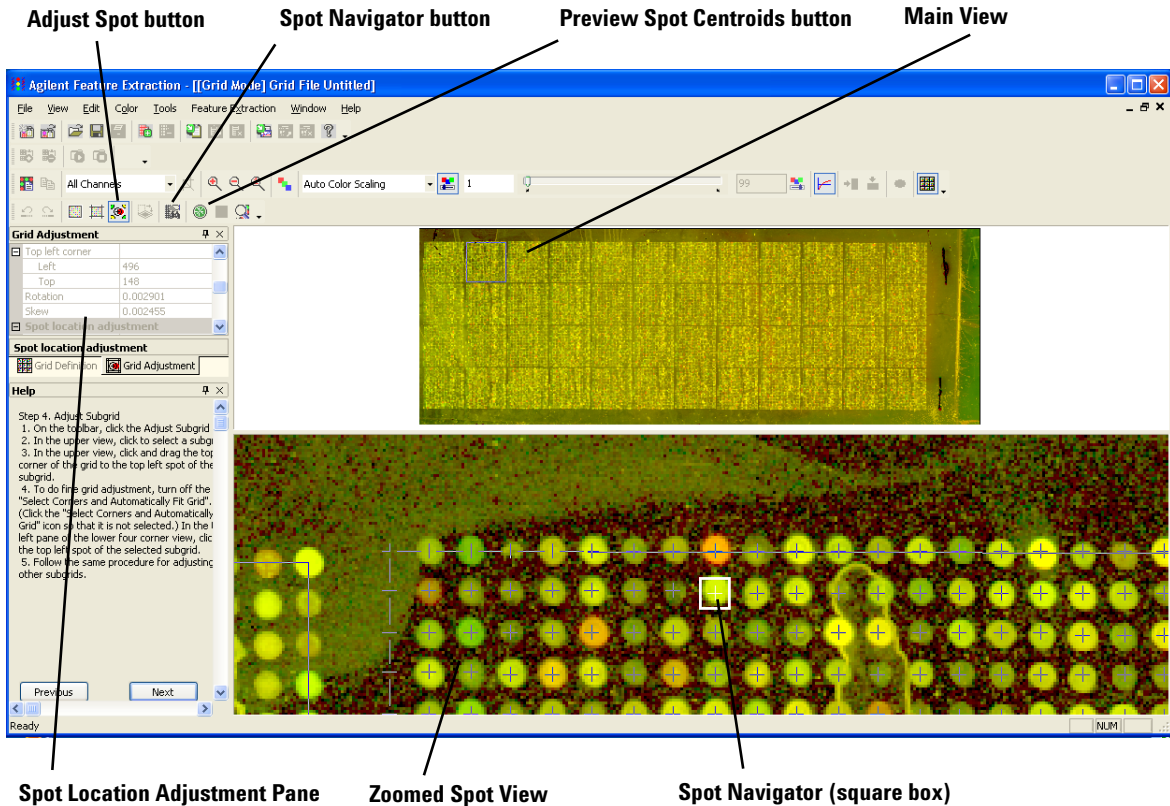 Adjust Spot button
Spot Navigator button
Preview Spot Centroids button
Main View
Agilent Feature Extraction - [[Grid Mode] Grid File Untitled]
File View Edit Color Tools Feature Extraction Window Help
All Channels
Auto Color Scaling
1
99
Grid Adjustment
Top left corner
Left 496
Top 148
Rotation 0.002901
Skew 0.002455
Spot location adjustment
Spot location adjustment
Grid Definition Grid Adjustment
Help
Step 4. Adjust Subgrid
1. On the toolbar, click the Adjust Subgrid
2. In the upper view, click to select a subgr
3. In the upper view, click and drag the top
corner of the grid to the top left spot of the
subgrid.
4. To do fine grid adjustment, turn off the
"Select Corners and Automatically Fit Grid".
(Click the "Select Corners and Automatically
Grid" icon so that it is not selected.) In the
left pane of the lower four corner view, clic
the top left spot of the selected subgrid.
5. Follow the same procedure for adjusting
other subgrids.
Previous Next
Ready
NUM
Spot Location Adjustment Pane
Zoomed Spot View
Spot Navigator (square box)